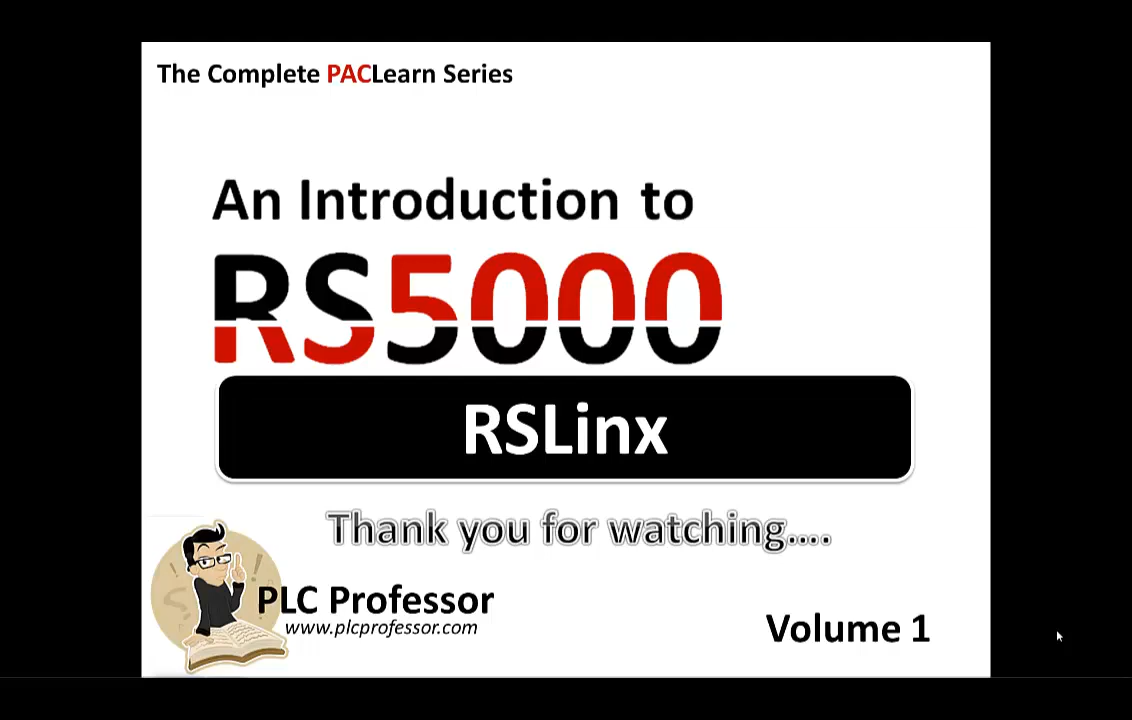 The Complete PACLearn Series
An Introduction to
RS5000
RSLinx
Thank you for watching....
PLC Professor
www.plcprofessor.com
Volume 1